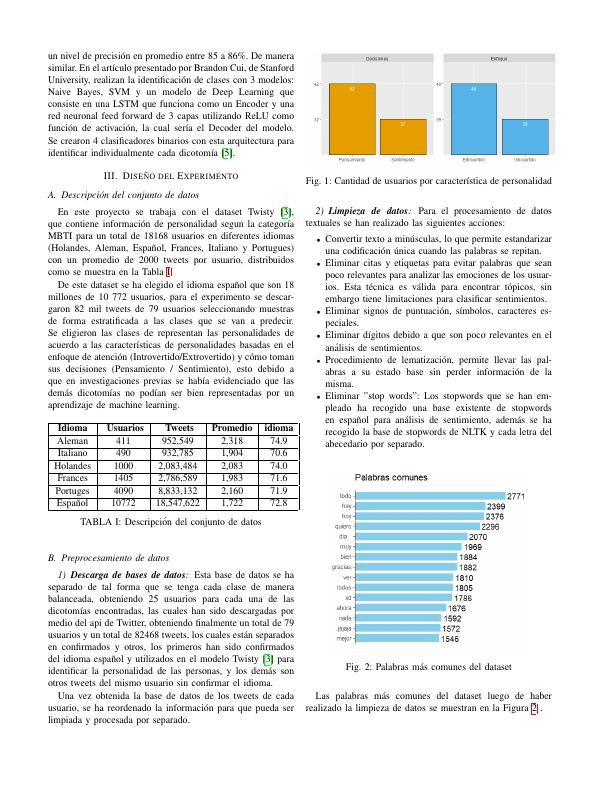 un nivel de precisión en promedio entre 85 a 86%. De manera
similar. En el artículo presentado por Brandon Cui, de Stanford
University, realizan la identificación de clases con 3 modelos:
Naive Bayes, SVM y un modelo de Deep Learning que
consiste en una LSTM que funciona como un Encoder y una
red neuronal feed forward de 3 capas utilizando ReLU como
función de activación, la cual sería el Decoder del modelo.
Se crearon 4 clasificadores binarios con esta arquitectura para
identificar individualmente cada dicotomía [5].
III. DISEÑO DEL EXPERIMENTO
A. Descripción del conjunto de datos
En este proyecto se trabaja con el dataset Twisty [3],
que contiene información de personalidad segun la categoría
MBTI para un total de 18168 usuarios en diferentes idiomas
(Holandes, Aleman, Español, Frances, Italiano y Portugues)
con un promedio de 2000 tweets por usuario, distribuidos
como se muestra en la Tabla I
De este dataset se ha elegido el idioma español que son 18
millones de 10 772 usuarios, para el experimento se descar-
garon 82 mil tweets de 79 usuarios seleccionando muestras
de forma estratificada a las clases que se van a predecir.
Se eligieron las clases de representan las personalidades de
acuerdo a las características de personalidades basadas en el
enfoque de atención (Introvertido/Extrovertido) y cómo toman
sus decisiones (Pensamiento / Sentimiento), esto debido a
que en investigaciones previas se había evidenciado que las
demás dicotomías no podían ser bien representadas por un
aprendizaje de machine learning.
Idioma Usuarios Tweets Promedio idioma
Aleman 411 952,549 2,318 74.9
Italiano 490 932,785 1,904 70.6
Holandes 1000 2,083,484 2,083 74.0
Frances 1405 2,786,589 1,983 71.6
Portuges 4090 8,833,132 2,160 71.9
Español 10772 18,547,622 1,722 72.8
TABLA I: Descripción del conjunto de datos
B. Preprocesamiento de datos
1) Descarga de bases de datos: Esta base de datos se ha
separado de tal forma que se tenga cada clase de manera
balanceada, obteniendo 25 usuarios para cada una de las
dicotomías encontradas, las cuales han sido descargadas por
medio del api de Twitter, obteniendo finalmente un total de 79
usuarios y un total de 82468 tweets, los cuales están separados
en confirmados y otros, los primeros han sido confirmados
del idioma español y utilizados en el modelo Twisty [3] para
identificar la personalidad de las personas, y los demás son
otros tweets del mismo usuario sin confirmar el idioma.
Una vez obtenida la base de datos de los tweets de cada
usuario, se ha reordenado la información para que pueda ser
limpiada y procesada por separado.
Decisiones
42
37
42
37
Pensamiento Sentimiento
Enfoque
40
39
40
39
Extrovertido Introvertido
Fig. 1: Cantidad de usuarios por característica de personalidad
2) Limpieza de datos: Para el procesamiento de datos
textuales se han realizado las siguientes acciones:
• Convertir texto a minúsculas, lo que permite estandarizar
una codificación única cuando las palabras se repitan.
• Eliminar citas y etiquetas para evitar palabras que sean
poco relevantes para analizar las emociones de los usuar-
ios. Esta técnica es válida para encontrar tópicos, sin
embargo tiene limitaciones para clasificar sentimientos.
• Eliminar signos de puntuación, símbolos, caracteres es-
peciales.
• Eliminar dígitos debido a que son poco relevantes en el
análisis de sentimientos.
• Procedimiento de lematización, permite llevar las pal-
abras a su estado base sin perder información de la
misma.
• Eliminar "stop words": Los stopwords que se han em-
pleado ha recogido una base existente de stopwords
en español para análisis de sentimiento, además se ha
recogido la base de stopwords de NLTK y cada letra del
abecedario por separado.
Palabras comunes
todo 2771
hay 2399
hoy 2376
quiero 2296
día 2070
muy 1969
bien 1884
gracias 1882
ver 1810
todos 1805
xd 1786
ahora 1676
nada 1592
jajaja 1572
mejor 1546
Fig. 2: Palabras más comunes del dataset
Las palabras más comunes del dataset luego de haber
realizado la limpieza de datos se muestran en la Figura 2 .